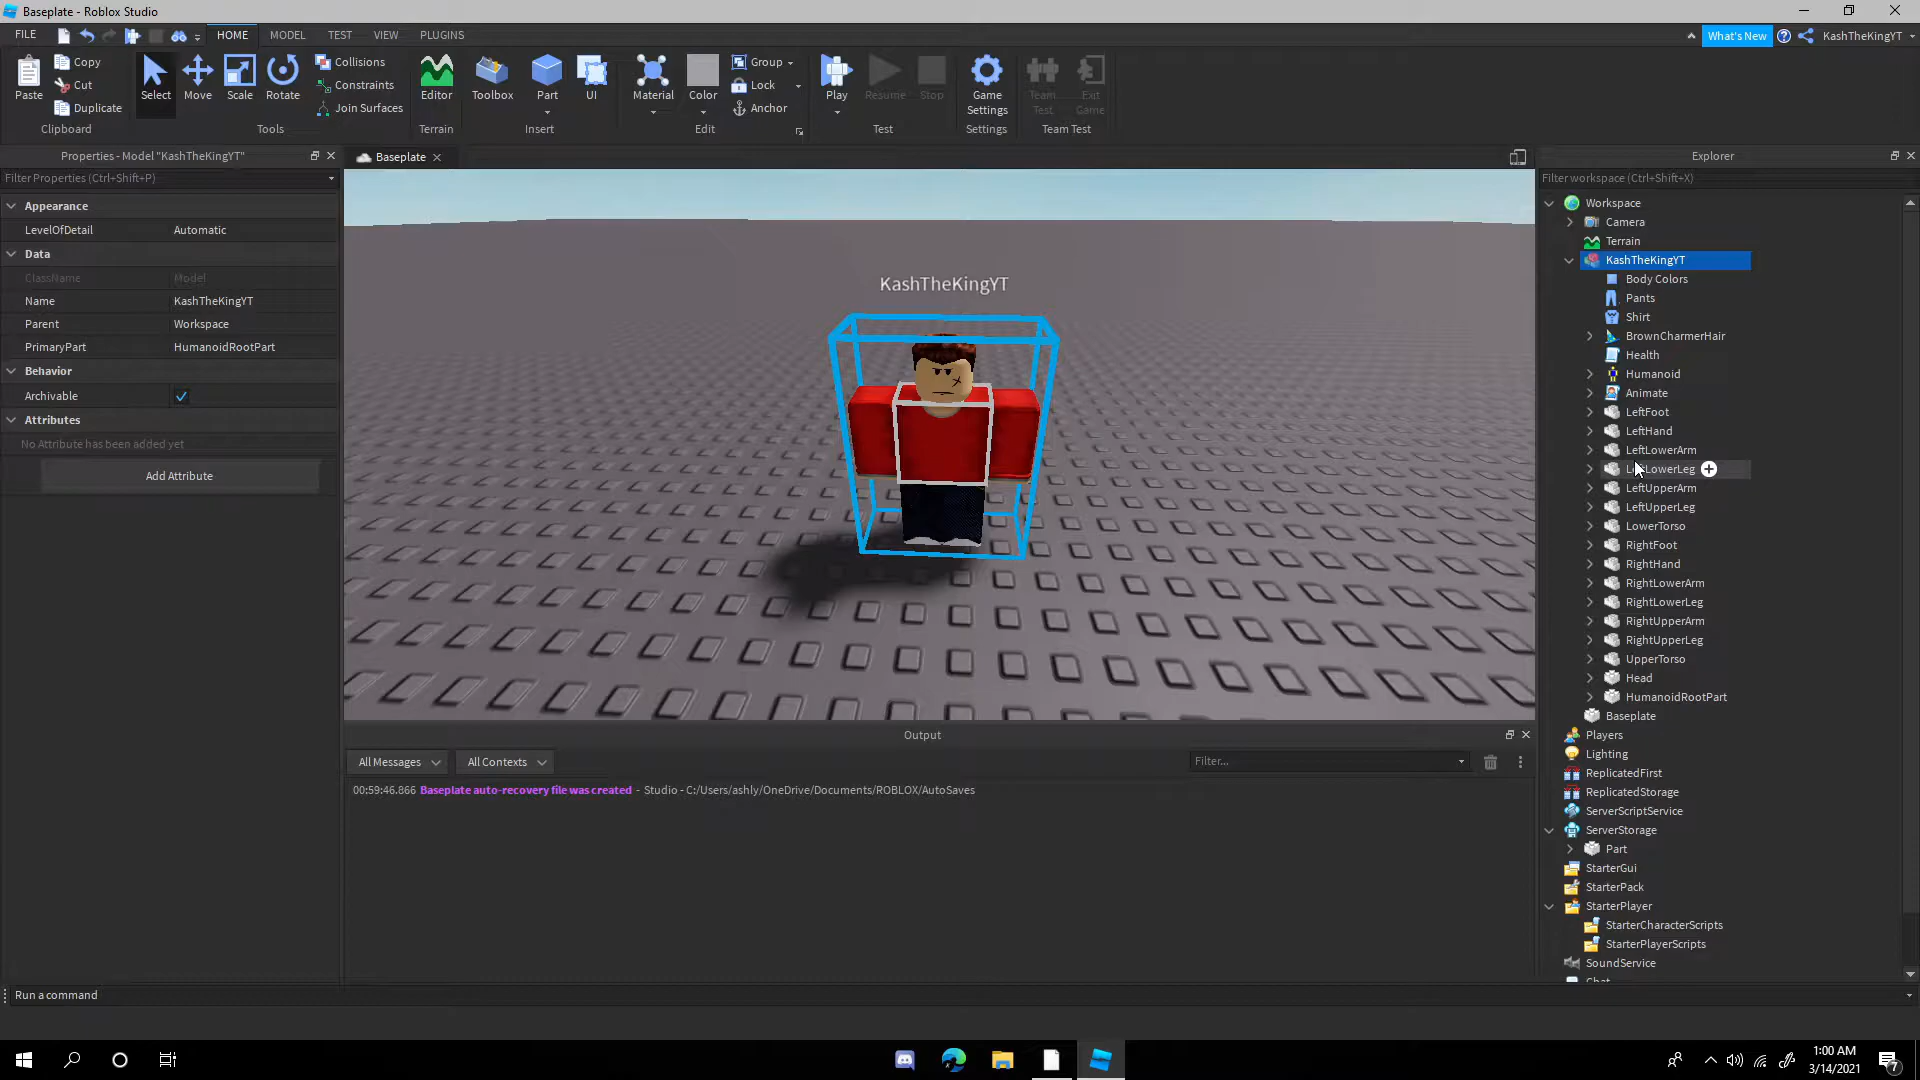 Baseplate - Roblox Studio
FILE HOME MODEL TEST VIEW PLUGINS What's New KashTheKingYT
Paste Copy Cut Duplicate Select Move Scale Rotate Collisions Constraints Join Surfaces Editor Toolbox Part UI Material Color Group Lock Anchor Play Resume Stop Game Settings Team Test Exit Game
Clipboard Tools Terrain Insert Edit Test Settings Team Test
Properties - Model "KashTheKingYT"
Filter Properties (Ctrl+Shift+P)
Appearance
LevelOfDetail Automatic
Data
ClassName Model
Name KashTheKingYT
Parent Workspace
PrimaryPart HumanoidRootPart
Behavior
Archivable
Attributes
No Attribute has been added yet
Add Attribute
Baseplate
KashTheKingYT
Output
All Messages All Contexts Filter...
00:59:46.866 Baseplate auto-recovery file was created - Studio - C:/Users/ashly/OneDrive/Documents/ROBLOX/AutoSaves
Explorer
Filter workspace (Ctrl+Shift+X)
Workspace
Camera
Terrain
KashTheKingYT
Body Colors
Pants
Shirt
BrownCharmerHair
Health
Humanoid
Animate
LeftFoot
LeftHand
LeftLowerArm
LeftLowerLeg
LeftUpperArm
LeftUpperLeg
LowerTorso
RightFoot
RightHand
RightLowerArm
RightLowerLeg
RightUpperArm
RightUpperLeg
UpperTorso
Head
HumanoidRootPart
Baseplate
Players
Lighting
ReplicatedFirst
ReplicatedStorage
ServerScriptService
ServerStorage
Part
StarterGui
StarterPack
StarterPlayer
StarterCharacterScripts
StarterPlayerScripts
SoundService
Chat
Run a command
1:00 AM
3/14/2021
7